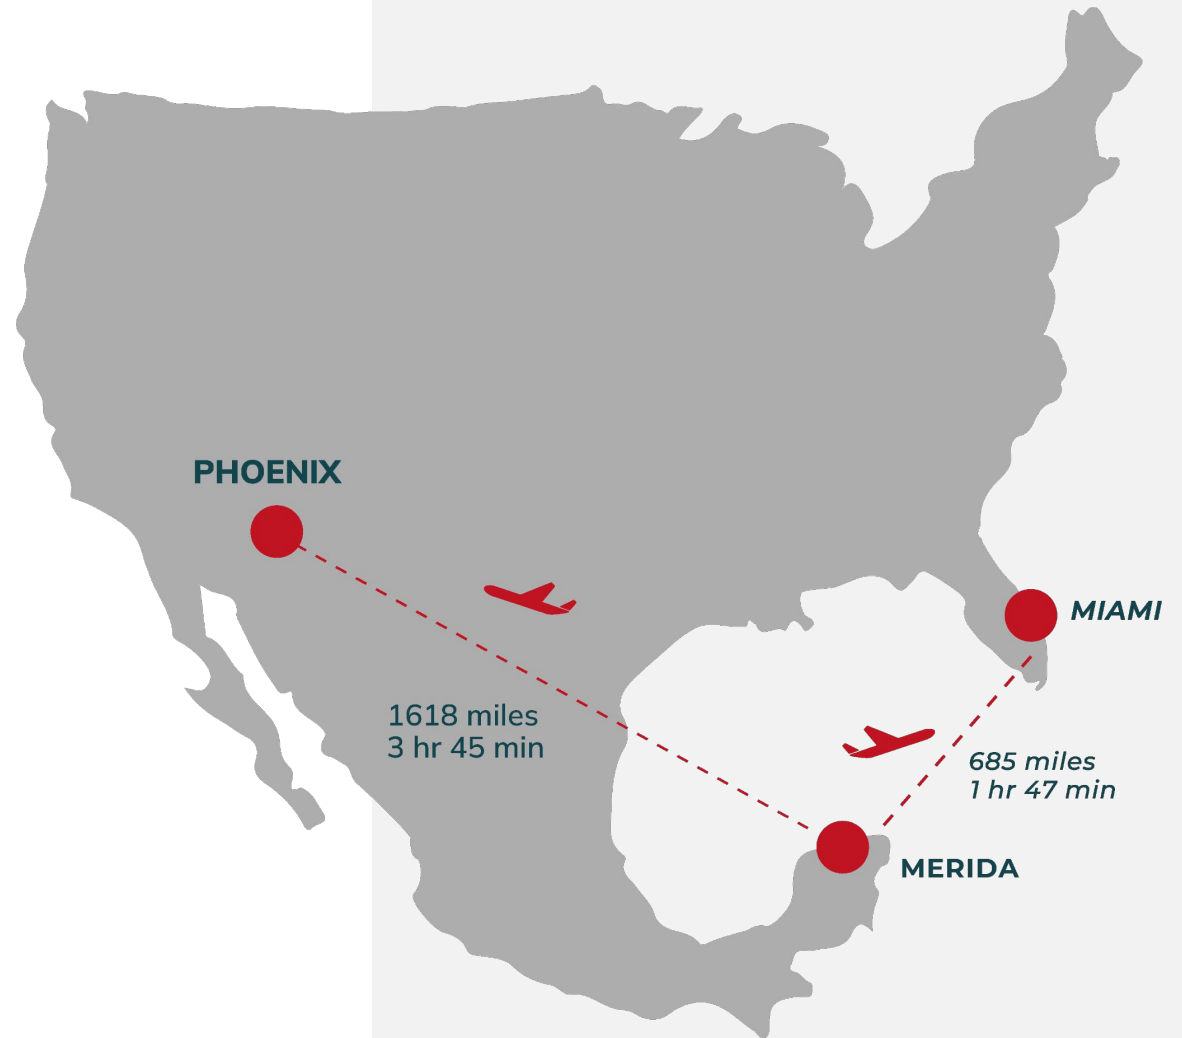 PHOENIX
MIAMI
1618 miles
3 hr 45 min
685 miles
1 hr 47 min
MERIDA